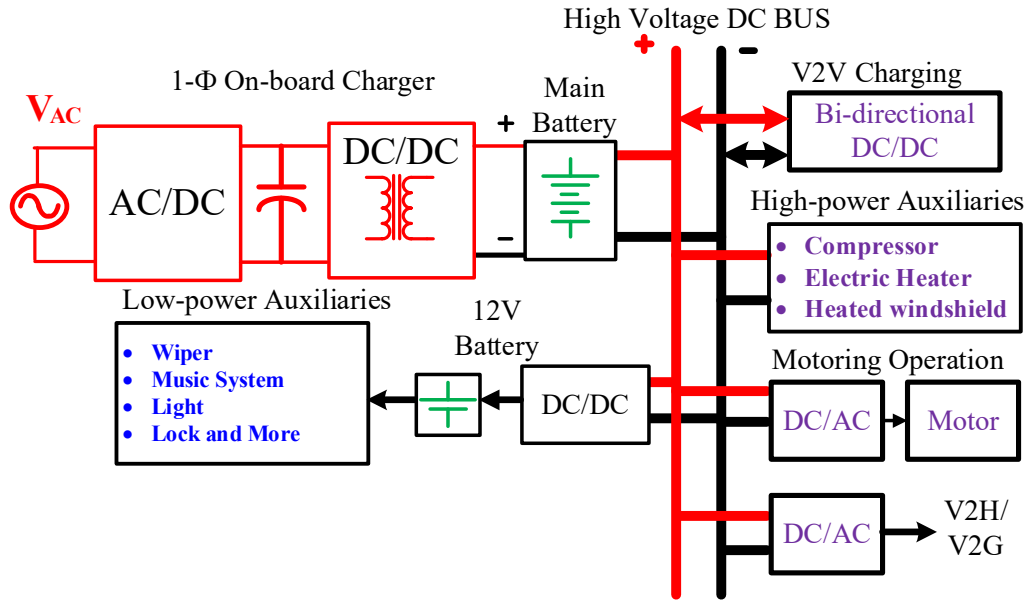 High Voltage DC BUS
+
−
1-Φ On-board Charger
V2V Charging
VAC
Main
Battery
Bi-directional
DC/DC
AC/DC
DC/DC
+
−
High-power Auxiliaries
• Compressor
• Electric Heater
• Heated windshield
Low-power Auxiliaries
• Wiper
• Music System
• Light
• Lock and More
12V
Battery
DC/DC
Motoring Operation
DC/AC
Motor
DC/AC
V2H/
V2G